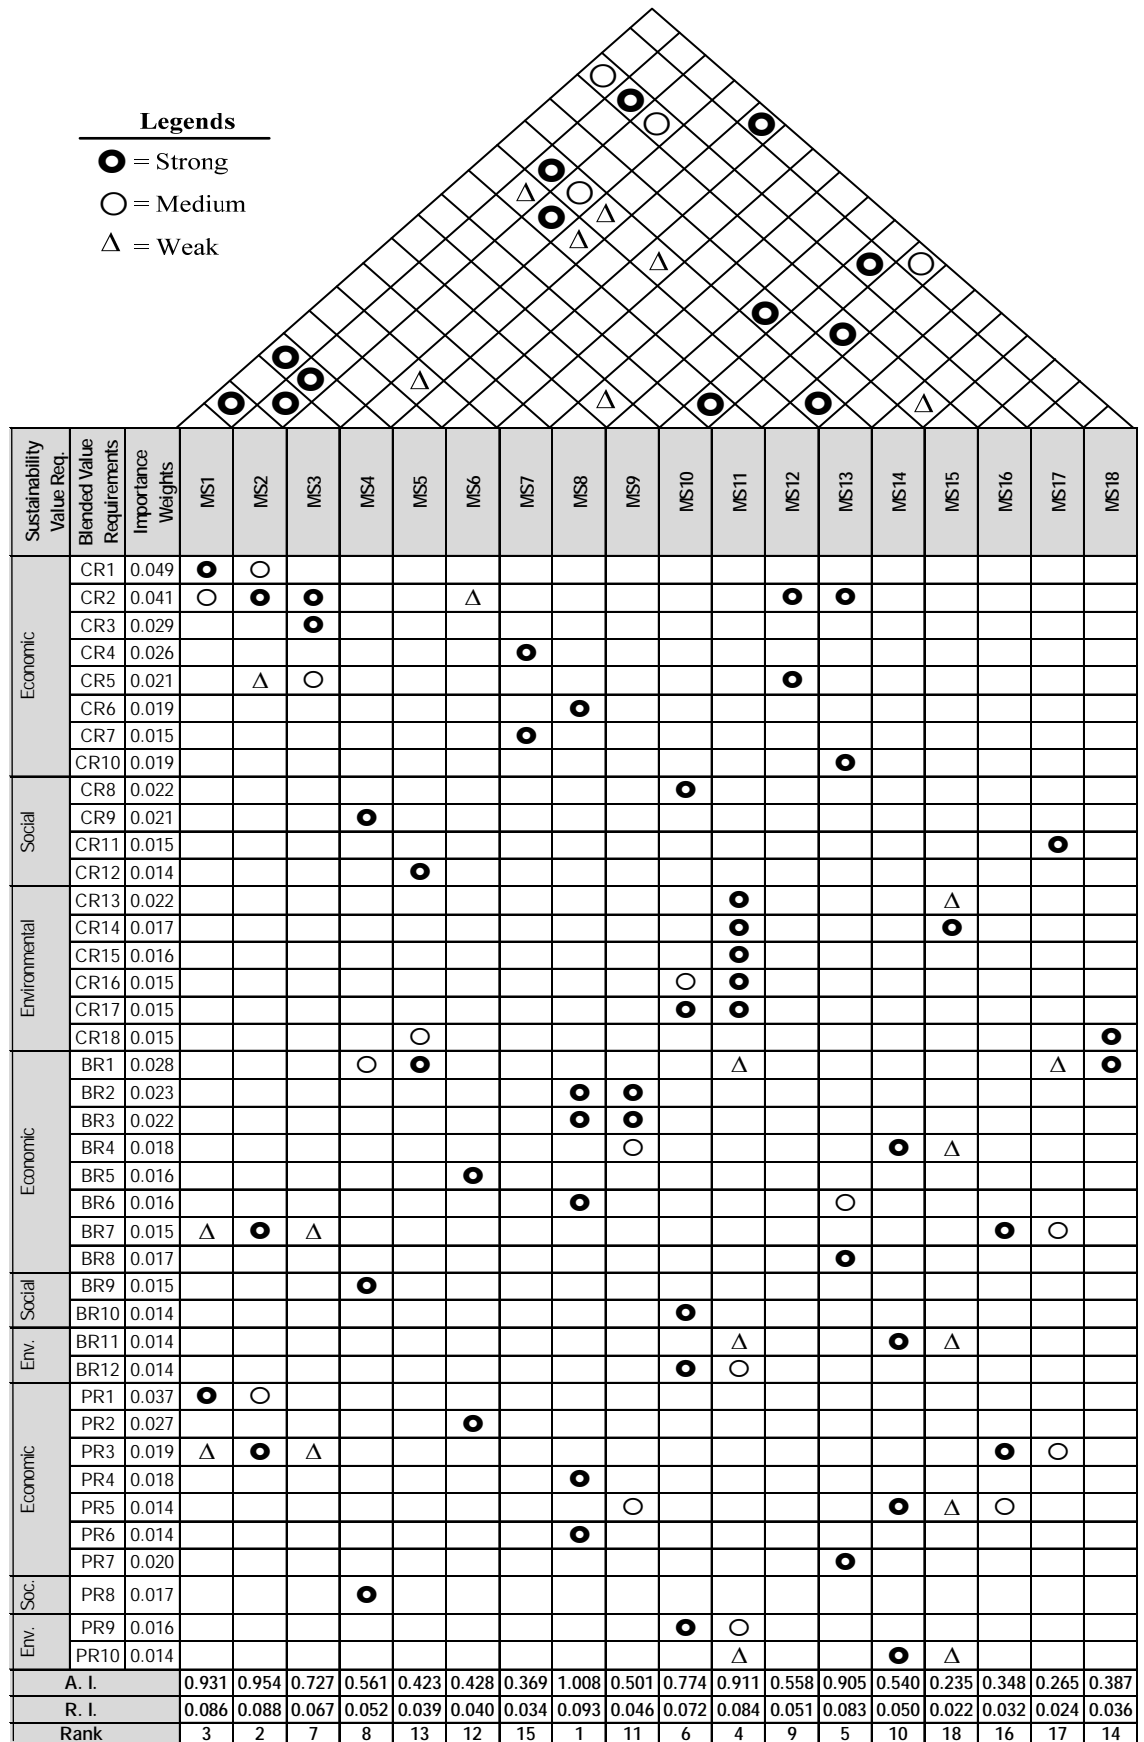 Legends
= Strong
= Medium
Δ = Weak
Sustainability Value Req.
Blended Value Requirements
Importance Weights
MS1 MS2 MS3 MS4 MS5 MS6 MS7 MS8 MS9 MS10 MS11 MS12 MS13 MS14 MS15 MS16 MS17 MS18
Economic
CR1 0.049
CR2 0.041 Δ
CR3 0.029
CR4 0.026
CR5 0.021 Δ
CR6 0.019
CR7 0.015
CR10 0.019
Social
CR8 0.022
CR9 0.021
CR11 0.015
CR12 0.014
Environmental
CR13 0.022 Δ
CR14 0.017
CR15 0.016
CR16 0.015
CR17 0.015
CR18 0.015
Economic
BR1 0.028 Δ Δ
BR2 0.023
BR3 0.022
BR4 0.018 Δ
BR5 0.016
BR6 0.016
BR7 0.015 Δ Δ
BR8 0.017
Social
BR9 0.015
BR10 0.014
Env.
BR11 0.014 Δ Δ
BR12 0.014
Economic
PR1 0.037
PR2 0.027
PR3 0.019 Δ Δ
PR4 0.018
PR5 0.014 Δ
PR6 0.014
PR7 0.020
Soc.
PR8 0.017
Env.
PR9 0.016
PR10 0.014 Δ Δ
A. I. 0.931 0.954 0.727 0.561 0.423 0.428 0.369 1.008 0.501 0.774 0.911 0.558 0.905 0.540 0.235 0.348 0.265 0.387
R. I. 0.086 0.088 0.067 0.052 0.039 0.040 0.034 0.093 0.046 0.072 0.084 0.051 0.083 0.050 0.022 0.032 0.024 0.036
Rank 3 2 7 8 13 12 15 1 11 6 4 9 5 10 18 16 17 14